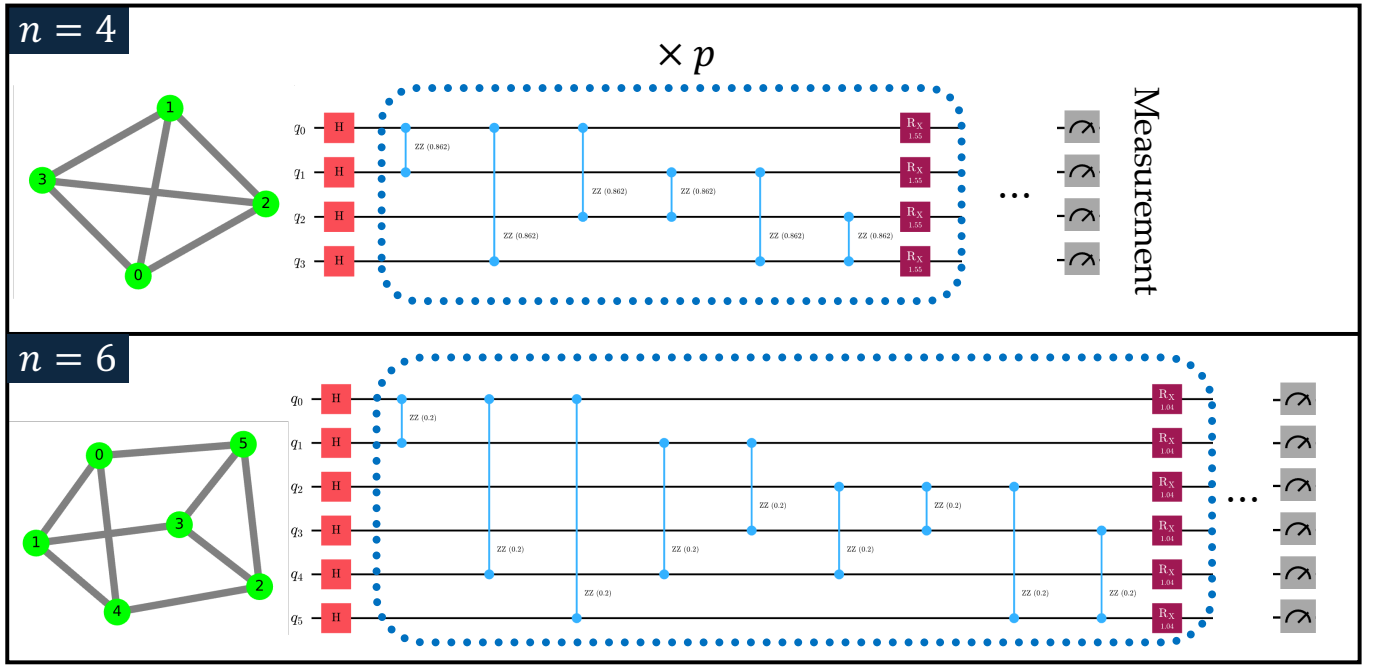 n = 4
× p
1
3
2
0
q0 H ZZ (0.862) RX 1.55
q1 H ZZ (0.862) ZZ (0.862) RX 1.55
q2 H ZZ (0.862) ZZ (0.862) ZZ (0.862) RX 1.55
q3 H RX 1.55
...
Measurement
n = 6
0
5
3
1
2
4
q0 H ZZ (0.2) RX 1.04
q1 H RX 1.04
q2 H ZZ (0.2) ZZ (0.2) RX 1.04
q3 H ZZ (0.2) ZZ (0.2) ZZ (0.2) RX 1.04
q4 H ZZ (0.2) ZZ (0.2) ZZ (0.2) RX 1.04
q5 H RX 1.04
...